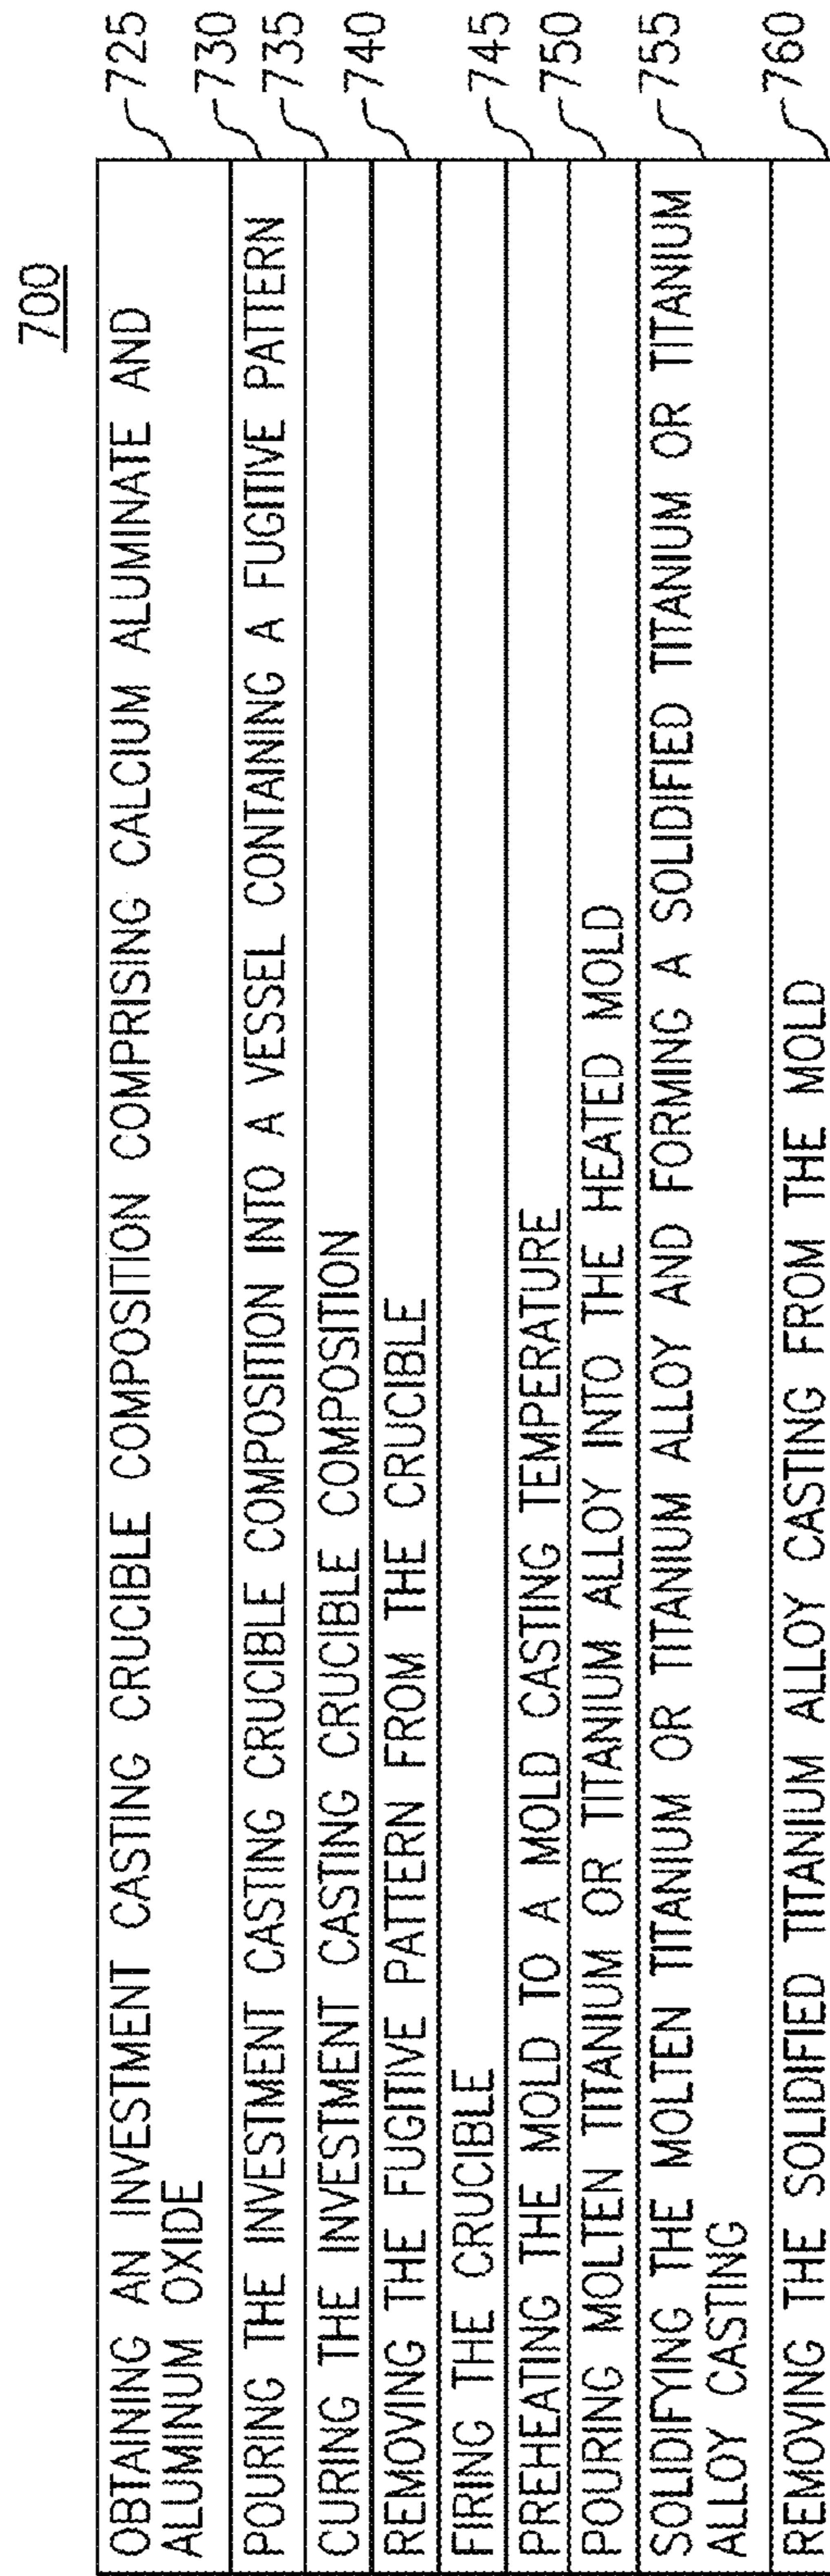 700
OBTAINING AN INVESTMENT CASTING CRUCIBLE COMPOSITION COMPRISING CALCIUM ALUMINATE AND
ALUMINUM OXIDE
725
POURING THE INVESTMENT CASTING CRUCIBLE COMPOSITION INTO A VESSEL CONTAINING A FUGITIVE PATTERN
730
CURING THE INVESTMENT CASTING CRUCIBLE COMPOSITION
735
REMOVING THE FUGITIVE PATTERN FROM THE CRUCIBLE
740
FIRING THE CRUCIBLE
745
PREHEATING THE MOLD TO A MOLD CASTING TEMPERATURE
750
POURING MOLTEN TITANIUM OR TITANIUM ALLOY INTO THE HEATED MOLD
755
SOLIDIFYING THE MOLTEN TITANIUM OR TITANIUM ALLOY AND FORMING A SOLIDIFIED TITANIUM OR TITANIUM
ALLOY CASTING
760
REMOVING THE SOLIDIFIED TITANIUM ALLOY CASTING FROM THE MOLD